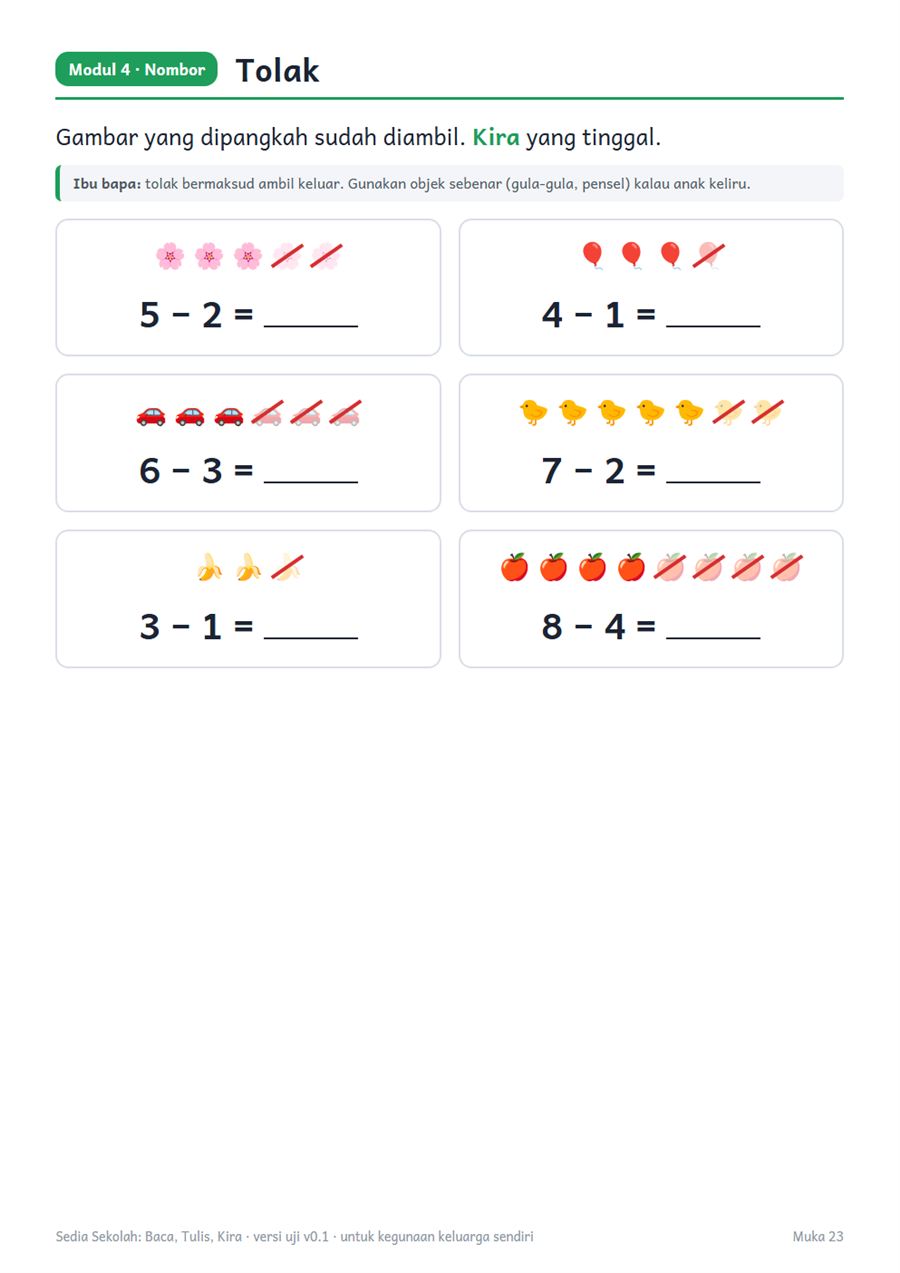 Modul 4 · Nombor Tolak
Gambar yang dipangkah sudah diambil. Kira yang tinggal.
Ibu bapa: tolak bermaksud ambil keluar. Gunakan objek sebenar (gula-gula, pensel) kalau anak keliru.
5 − 2 = ______
4 − 1 = ______
6 − 3 = ______
7 − 2 = ______
3 − 1 = ______
8 − 4 = ______
Sedia Sekolah: Baca, Tulis, Kira · versi uji v0.1 · untuk kegunaan keluarga sendiri
Muka 23